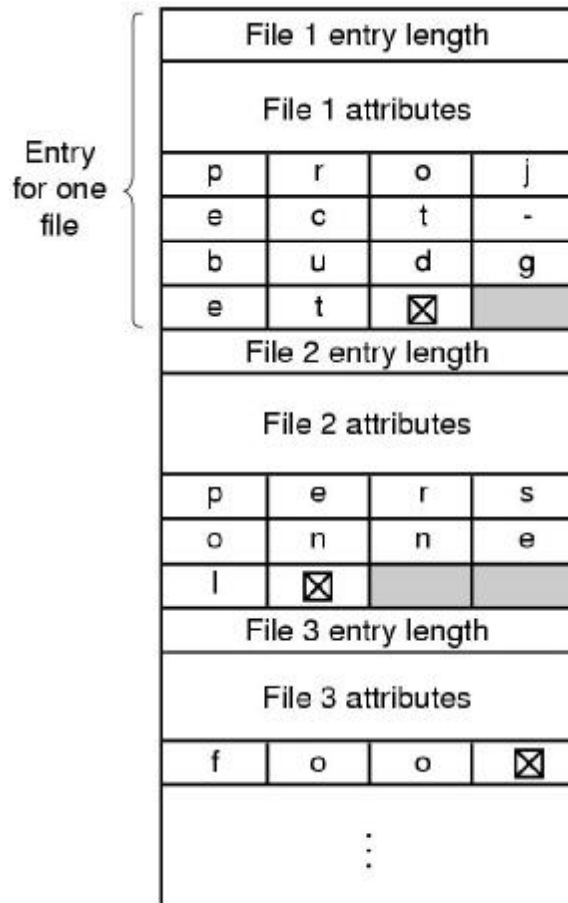 File 1 entry length
File 1 attributes
Entry
for one
file
p r o j
e c t -
b u d g
e t ☒
File 2 entry length
File 2 attributes
p e r s
o n n e
l ☒
File 3 entry length
File 3 attributes
f o o ☒
⋮